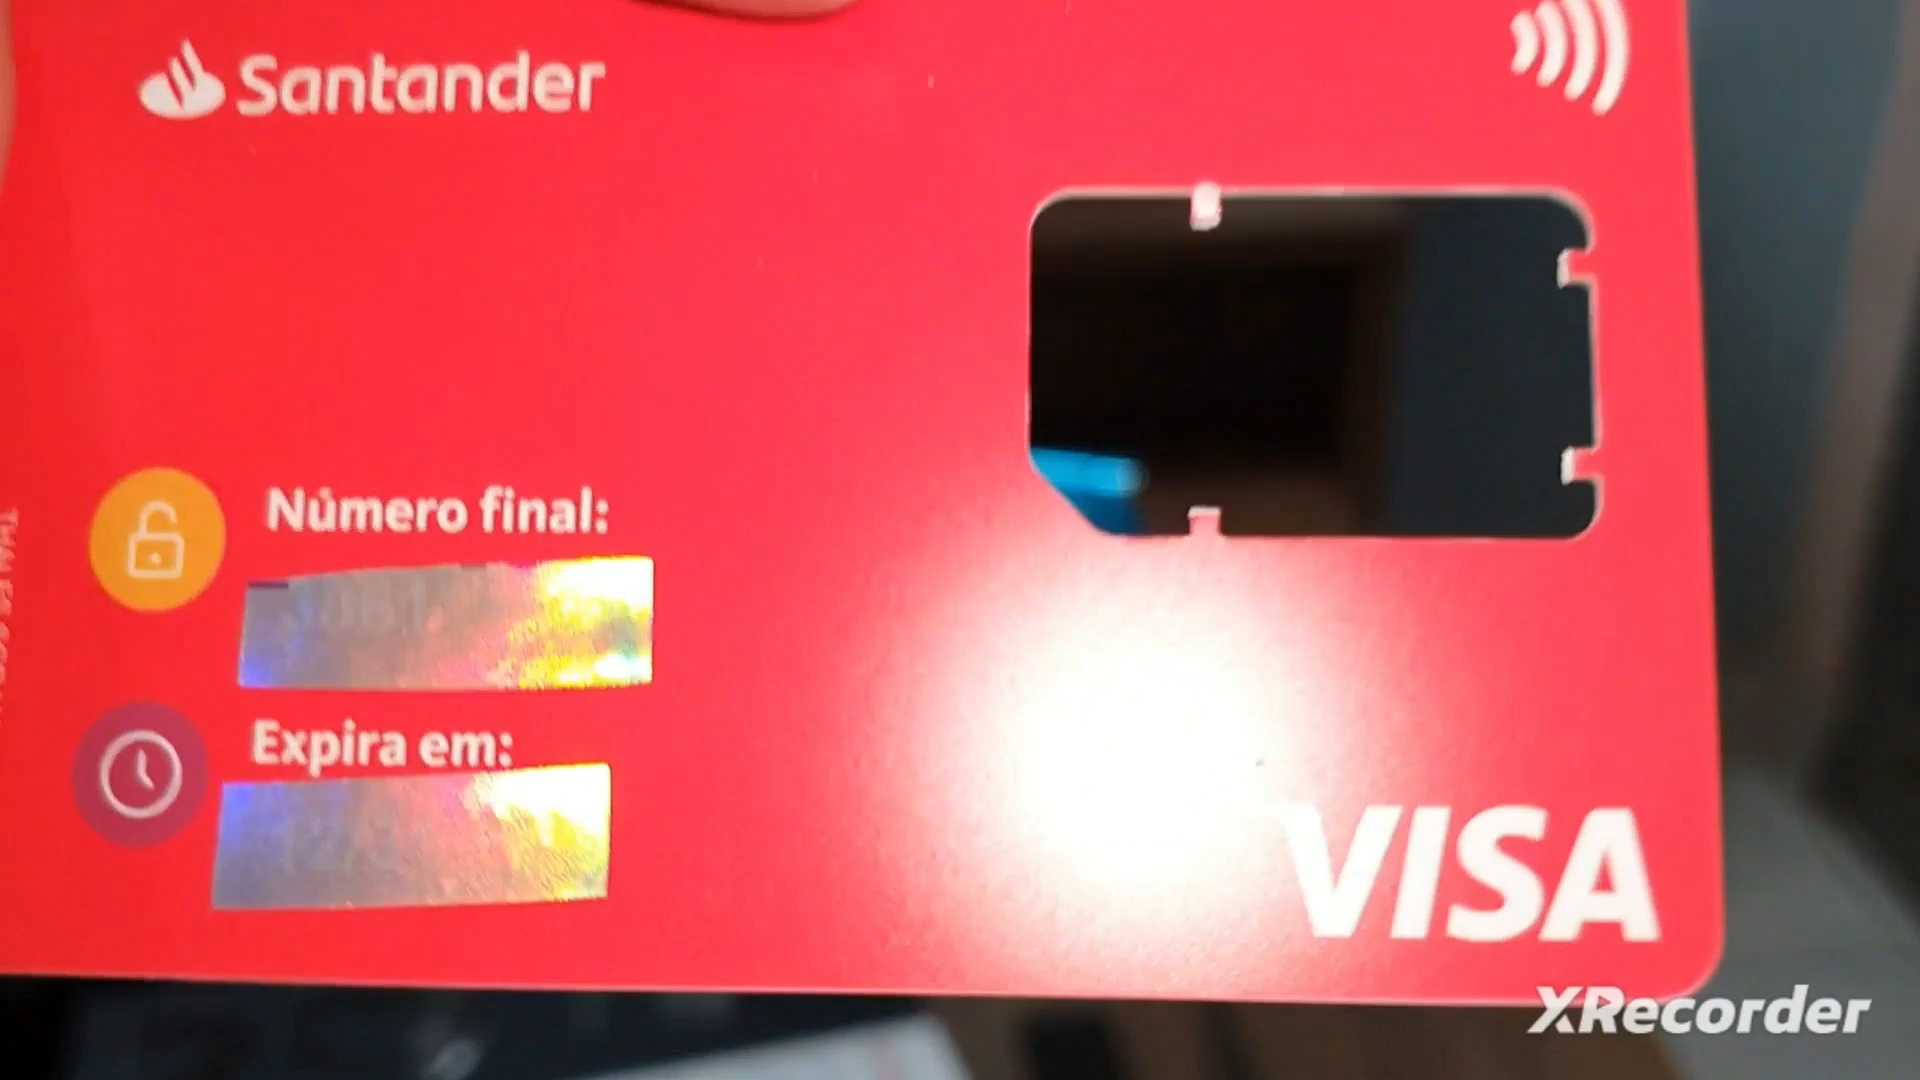 Santander
Número final:
Expira em:
VISA
XRecorder